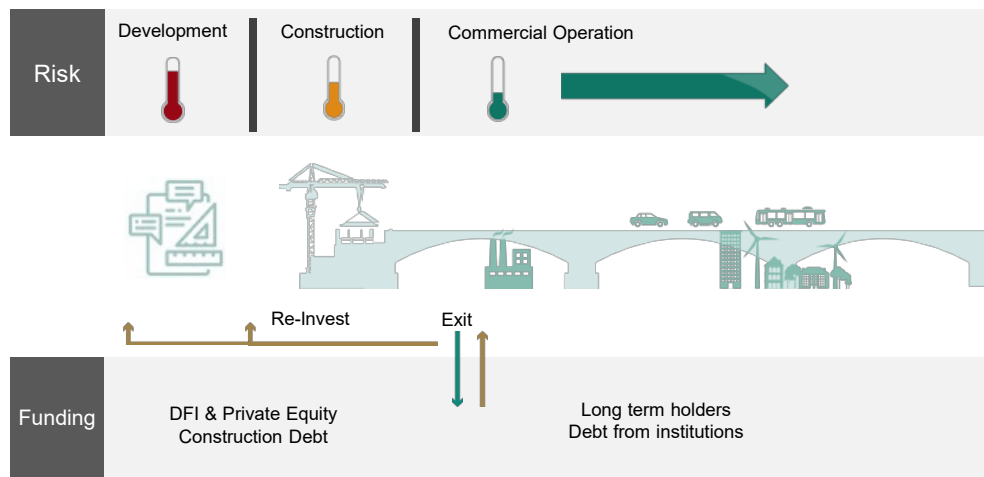 Development
Construction
Commercial Operation
Risk
Re-Invest
Exit
Funding
DFI & Private Equity
Construction Debt
Long term holders
Debt from institutions